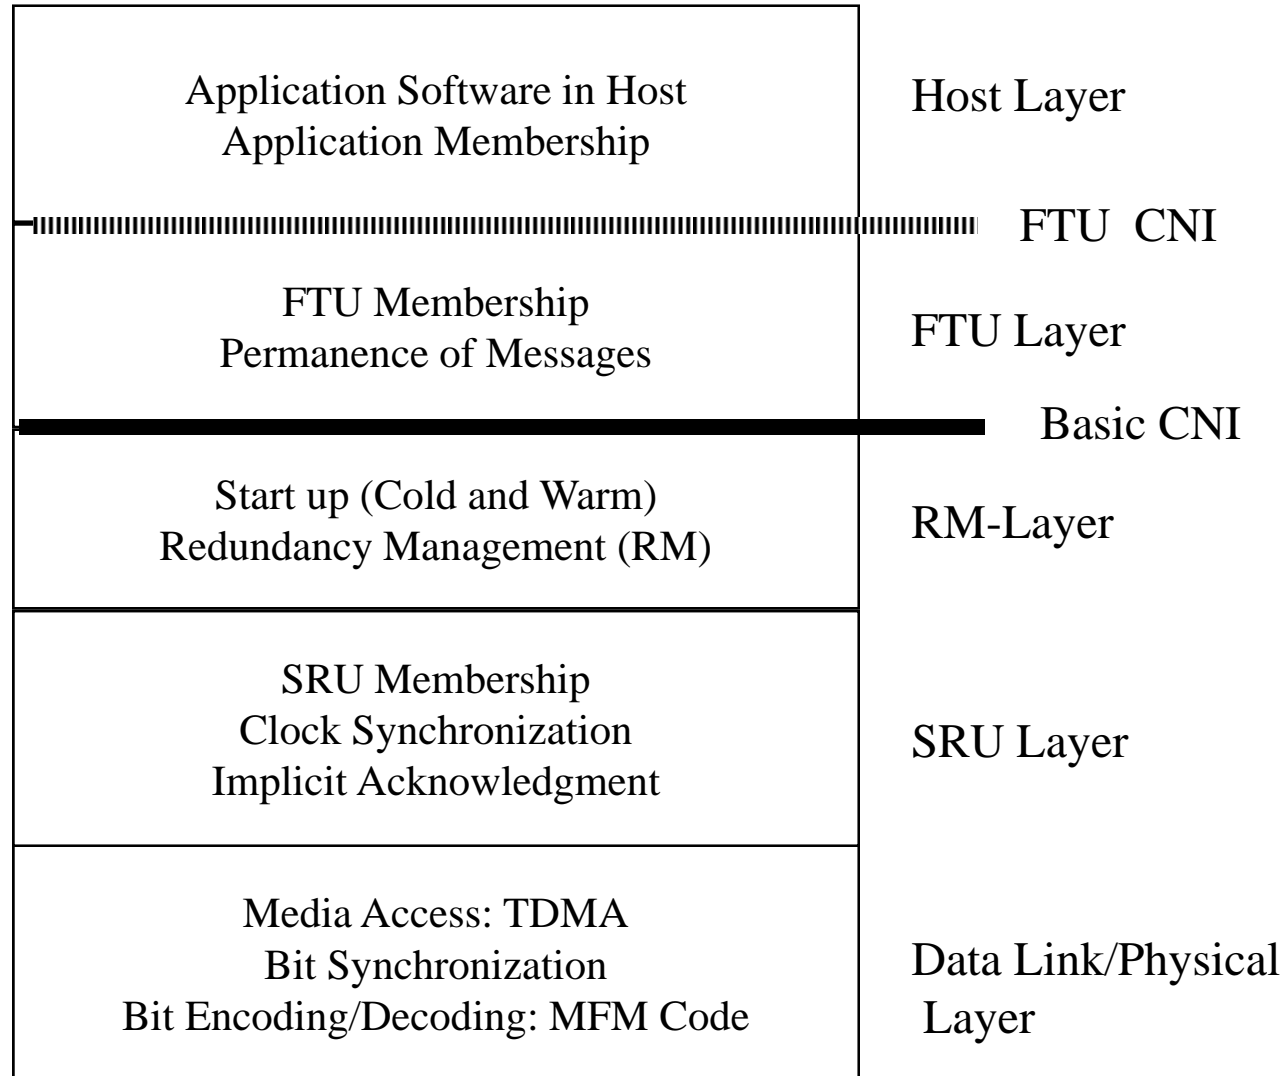 Application Software in Host
Application Membership
Host Layer
FTU CNI
FTU Membership
Permanence of Messages
FTU Layer
Basic CNI
Start up (Cold and Warm)
Redundancy Management (RM)
RM-Layer
SRU Membership
Clock Synchronization
Implicit Acknowledgment
SRU Layer
Media Access: TDMA
Bit Synchronization
Bit Encoding/Decoding: MFM Code
Data Link/Physical
Layer